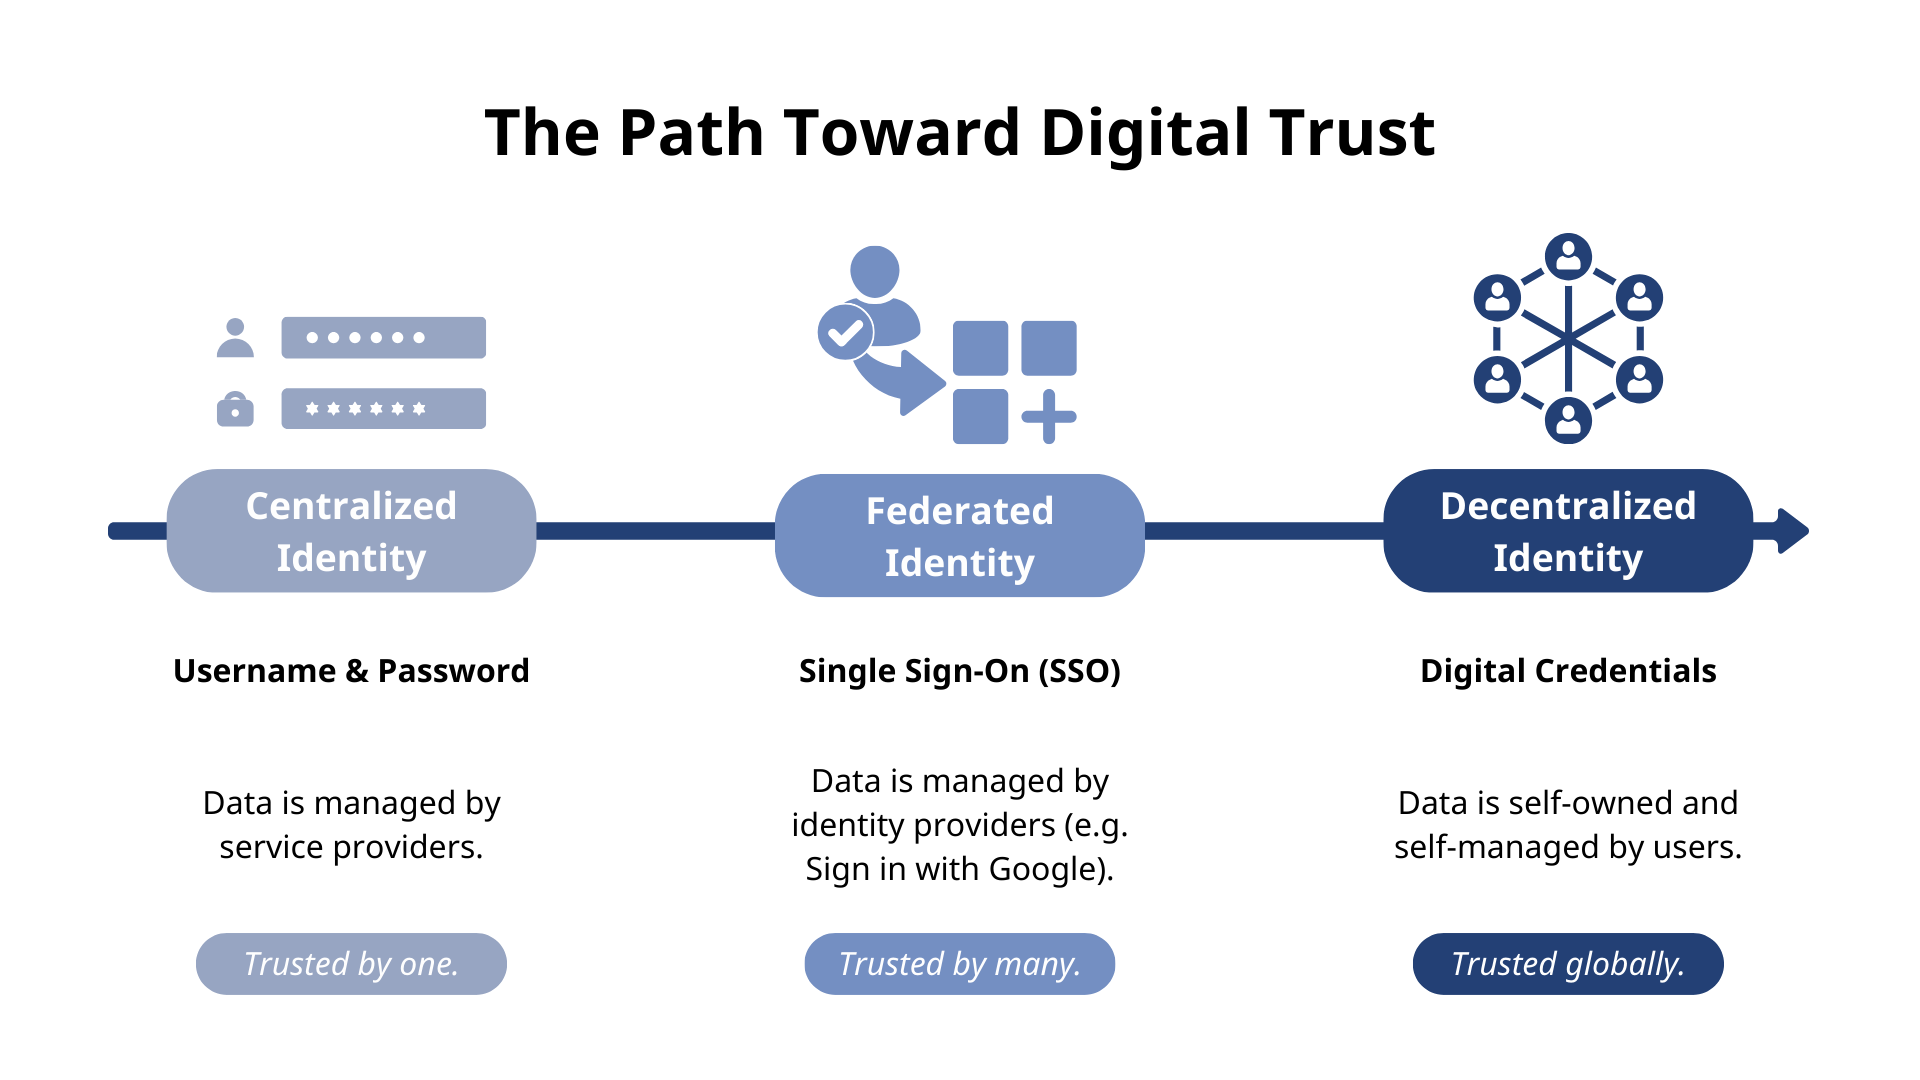 The Path Toward Digital Trust
Centralized
Identity
Federated
Identity
Decentralized
Identity
Username & Password
Single Sign-On (SSO)
Digital Credentials
Data is managed by
service providers.
Data is managed by
identity providers (e.g.
Sign in with Google).
Data is self-owned and
self-managed by users.
Trusted by one.
Trusted by many.
Trusted globally.